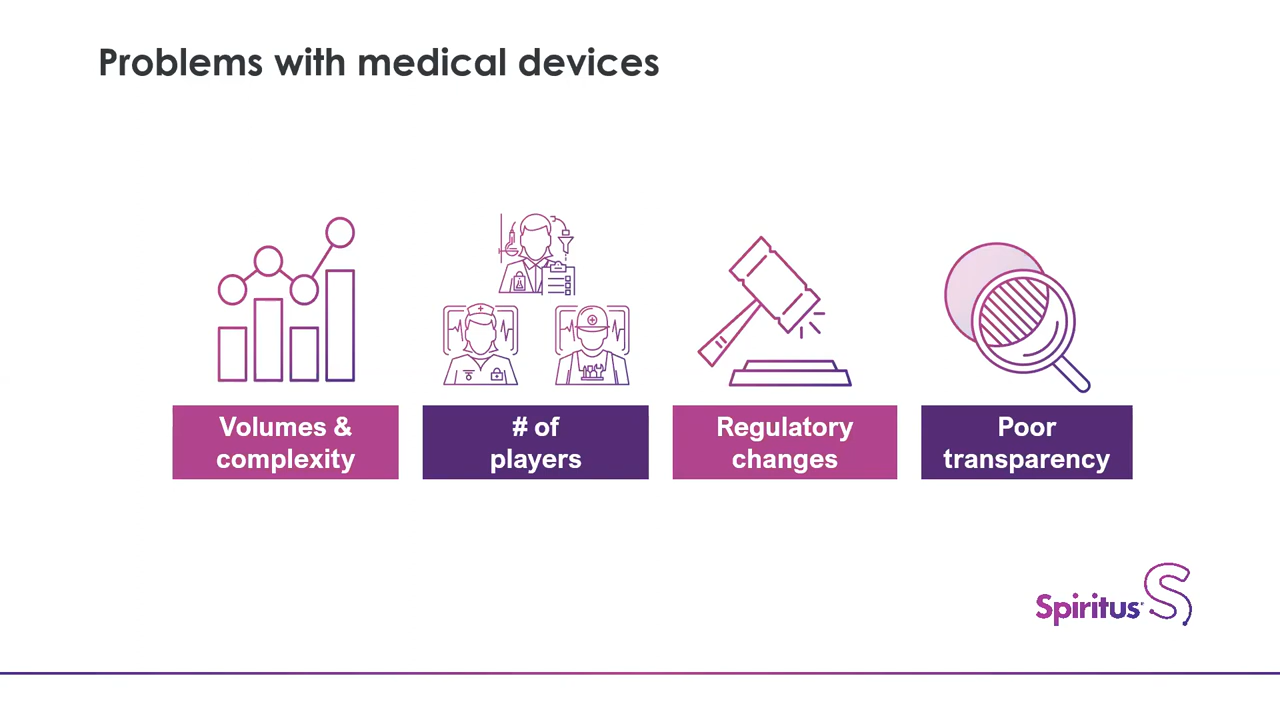 Problems with medical devices
Volumes &
complexity
# of
players
Regulatory
changes
Poor
transparency
Spiritus